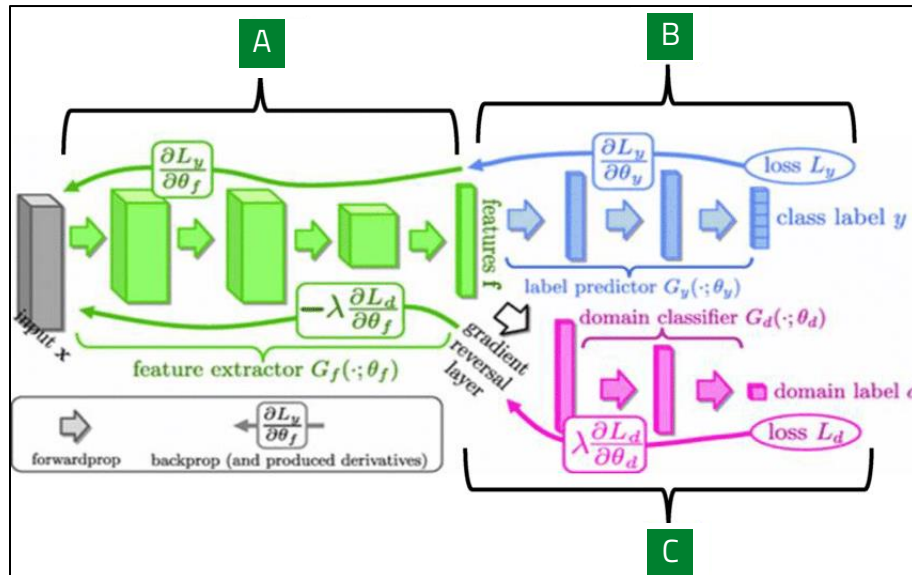 A
B
∂L_y/∂θ_f
∂L_y/∂θ_y
loss L_y
features f
class label y
label predictor G_y(·;θ_y)
input x
−λ ∂L_d/∂θ_f
feature extractor G_f(·;θ_f)
gradient
reversal
layer
domain classifier G_d(·;θ_d)
domain label
λ ∂L_d/∂θ_d
loss L_d
∂L_y/∂θ_f
forwardprop
backprop (and produced derivatives)
C